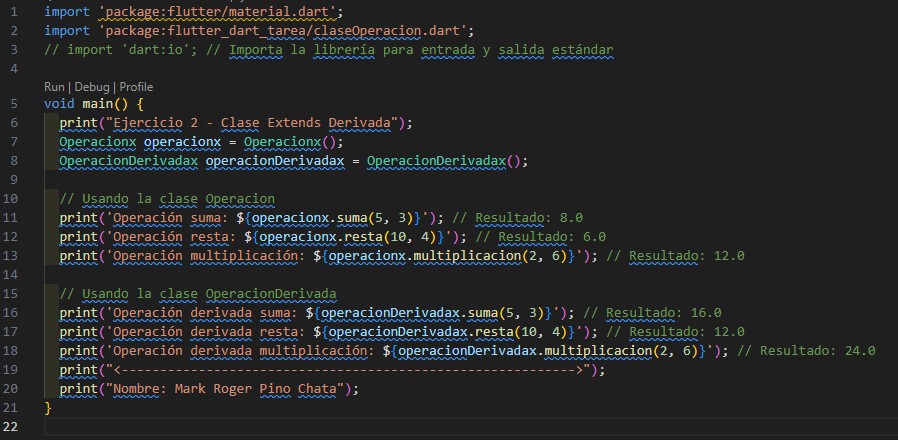 1 import 'package:flutter/material.dart';
2 import 'package:flutter_dart_tarea/claseOperacion.dart';
3 // import 'dart:io'; // Importa la librería para entrada y salida estándar
4
Run | Debug | Profile
5 void main() {
6 print("Ejercicio 2 - Clase Extends Derivada");
7 Operacionx operacionx = Operacionx();
8 OperacionDerivadax operacionDerivadax = OperacionDerivadax();
9
10 // Usando la clase Operacion
11 print('Operación suma: ${operacionx.suma(5, 3)}'); // Resultado: 8.0
12 print('Operación resta: ${operacionx.resta(10, 4)}'); // Resultado: 6.0
13 print('Operación multiplicación: ${operacionx.multiplicacion(2, 6)}'); // Resultado: 12.0
14
15 // Usando la clase OperacionDerivada
16 print('Operación derivada suma: ${operacionDerivadax.suma(5, 3)}'); // Resultado: 16.0
17 print('Operación derivada resta: ${operacionDerivadax.resta(10, 4)}'); // Resultado: 12.0
18 print('Operación derivada multiplicación: ${operacionDerivadax.multiplicacion(2, 6)}'); // Resultado: 24.0
19 print("<---------------------------------------------------------->");
20 print("Nombre: Mark Roger Pino Chata");
21 }
22